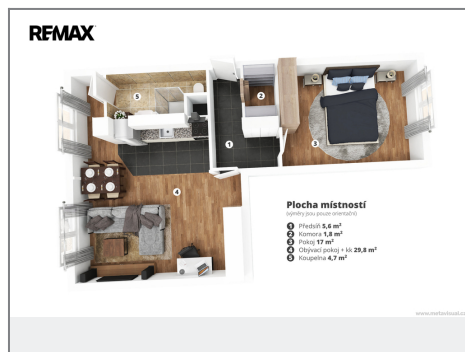 RE/MAX
5
2
1
3
4
Plocha místností
(výměry jsou pouze orientační)
1 Předsíň 5,6 m²
2 Komora 1,8 m²
3 Pokoj 17 m²
4 Obývací pokoj + kk 29,8 m²
5 Koupelna 4,7 m²